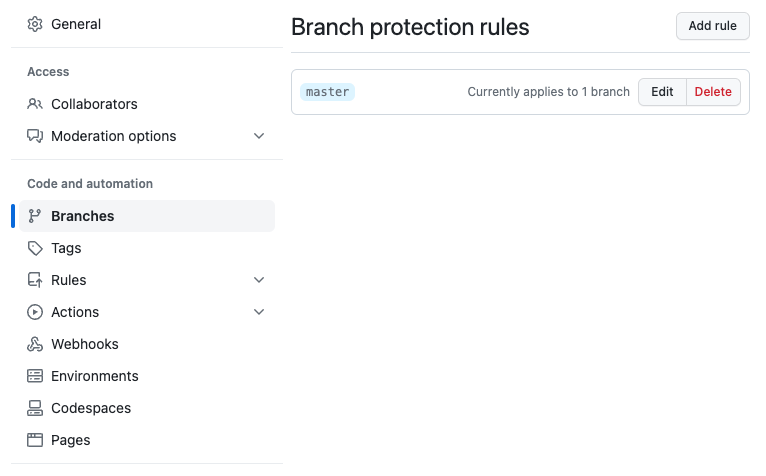 General
Access
Collaborators
Moderation options
Code and automation
Branches
Tags
Rules
Actions
Webhooks
Environments
Codespaces
Pages
Branch protection rules
Add rule
master
Currently applies to 1 branch
Edit
Delete